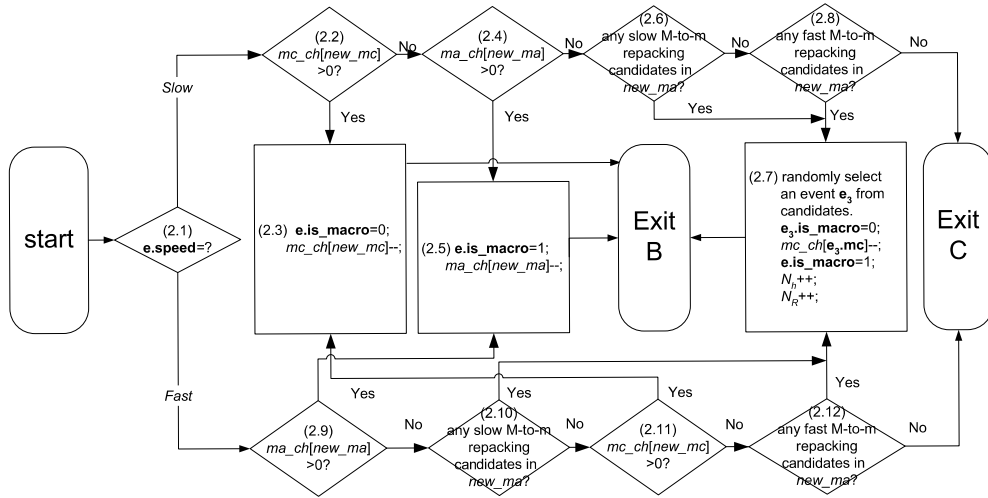 start
(2.1)
e.speed=?
Slow
Fast
(2.2)
mc_ch[new_mc]
>0?
No
Yes
(2.4)
ma_ch[new_ma]
>0?
No
Yes
(2.6)
any slow M-to-m
repacking
candidates in
new_ma?
No
Yes
(2.8)
any fast M-to-m
repacking
candidates in
new_ma?
No
Yes
(2.3) e.is_macro=0;
mc_ch[new_mc]--;
(2.5) e.is_macro=1;
ma_ch[new_ma]--;
Exit
B
(2.7) randomly select
an event e3 from
candidates.
e3.is_macro=0;
mc_ch[e3.mc]--;
e.is_macro=1;
Nh++;
NR++;
Exit
C
(2.9)
ma_ch[new_ma]
>0?
Yes
No
(2.10)
any slow M-to-m
repacking
candidates in
new_ma?
Yes
No
(2.11)
mc_ch[new_mc]
>0?
Yes
No
(2.12)
any fast M-to-m
repacking
candidates in
new_ma?
Yes
No